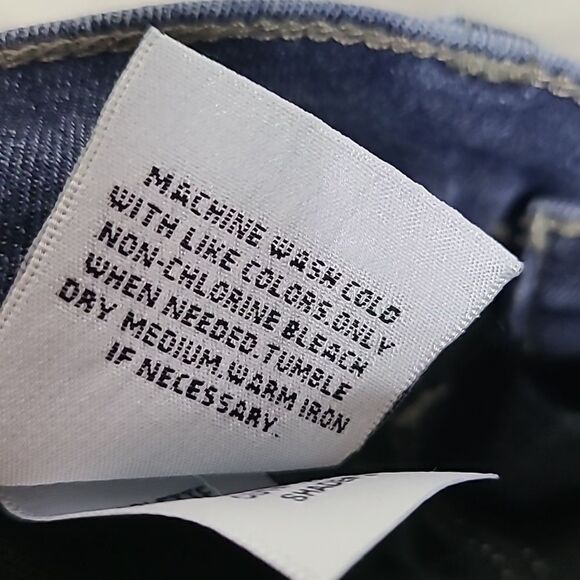 MACHINE WASH COLD
WITH LIKE COLORS.ONLY
NON-CHLORINE BLEACH
WHEN NEEDED.TUMBLE
DRY MEDIUM.WARM IRON
IF NECESSARY.